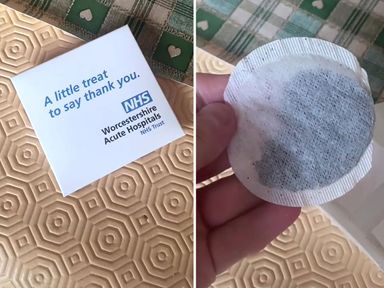 A little treat
to say thank you.
NHS
Worcestershire
Acute Hospitals
NHS Trust